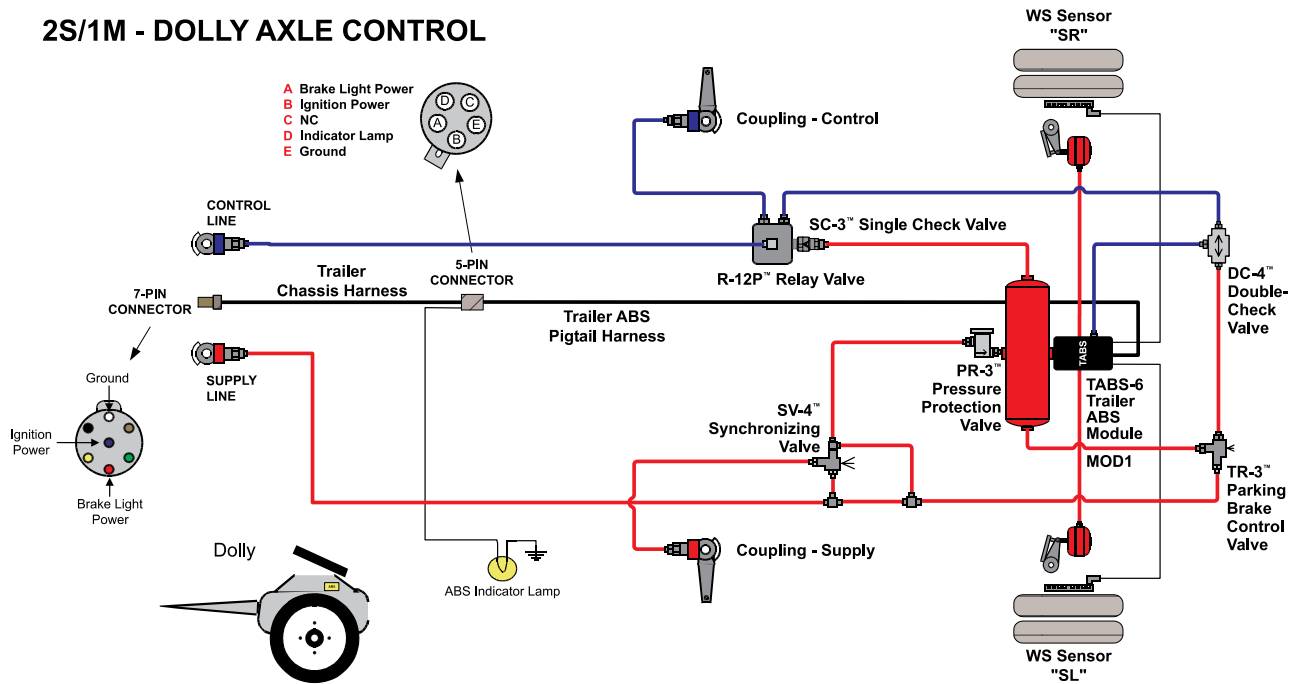 2S/1M - DOLLY AXLE CONTROL
WS Sensor
"SR"
A Brake Light Power
B Ignition Power
C NC
D Indicator Lamp
E Ground
D
C
A
E
B
Coupling - Control
CONTROL
LINE
SC-3™ Single Check Valve
R-12P™ Relay Valve
5-PIN
CONNECTOR
Trailer
Chassis Harness
7-PIN
CONNECTOR
Trailer ABS
Pigtail Harness
DC-4™
Double-
Check
Valve
TABS
SUPPLY
LINE
PR-3™
Pressure
Protection
Valve
TABS-6
Trailer
ABS
Module
MOD1
Ground
Ignition
Power
Brake Light
Power
SV-4™
Synchronizing
Valve
TR-3™
Parking
Brake
Control
Valve
Dolly
ABS
ABS Indicator Lamp
Coupling - Supply
WS Sensor
"SL"